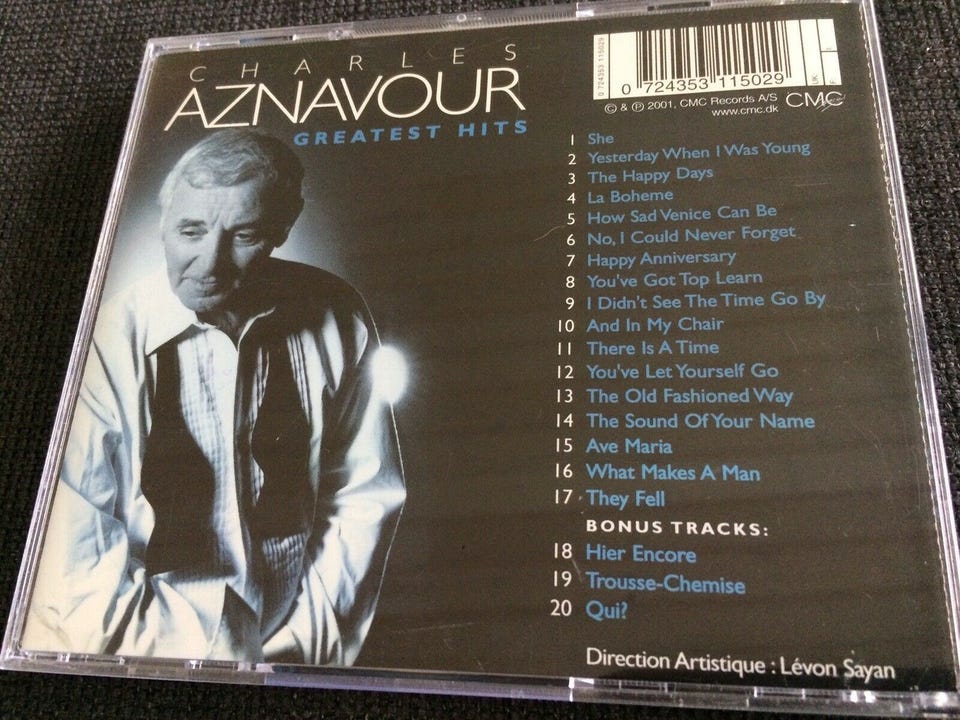 CHARLES
AZNAVOUR
GREATEST HITS
0 724353 115029
0 724353 115029
UK:
F:
© & ℗ 2001, CMC Records A/S
www.cmc.dk
CMC
1 She
2 Yesterday When I Was Young
3 The Happy Days
4 La Boheme
5 How Sad Venice Can Be
6 No, I Could Never Forget
7 Happy Anniversary
8 You've Got Top Learn
9 I Didn't See The Time Go By
10 And In My Chair
11 There Is A Time
12 You've Let Yourself Go
13 The Old Fashioned Way
14 The Sound Of Your Name
15 Ave Maria
16 What Makes A Man
17 They Fell
BONUS TRACKS:
18 Hier Encore
19 Trousse-Chemise
20 Qui?
Direction Artistique : Lévon Sayan